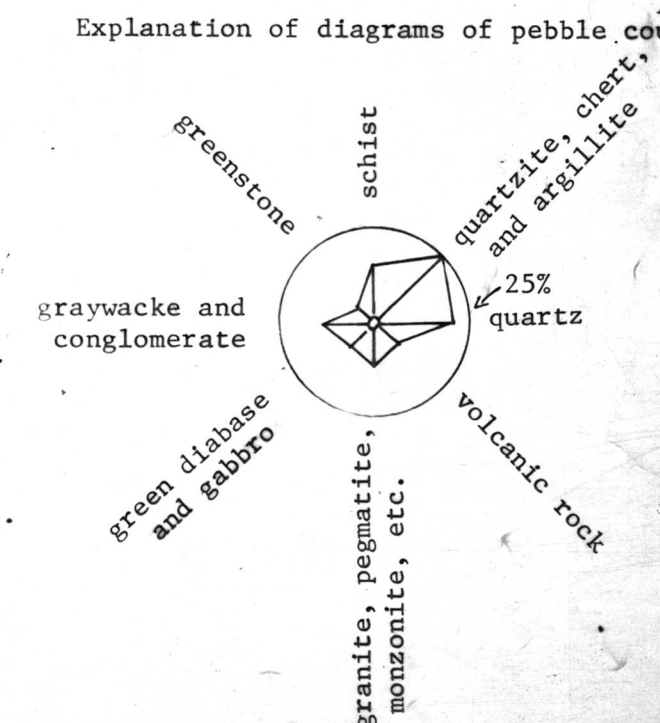 Explanation of diagrams of pebble
schist
greenstone
quartzite, chert,
and argillite
25%
quartz
graywacke and
conglomerate
green diabase
and gabbro
volcanic rock
granite, pegmatite,
monzonite, etc.